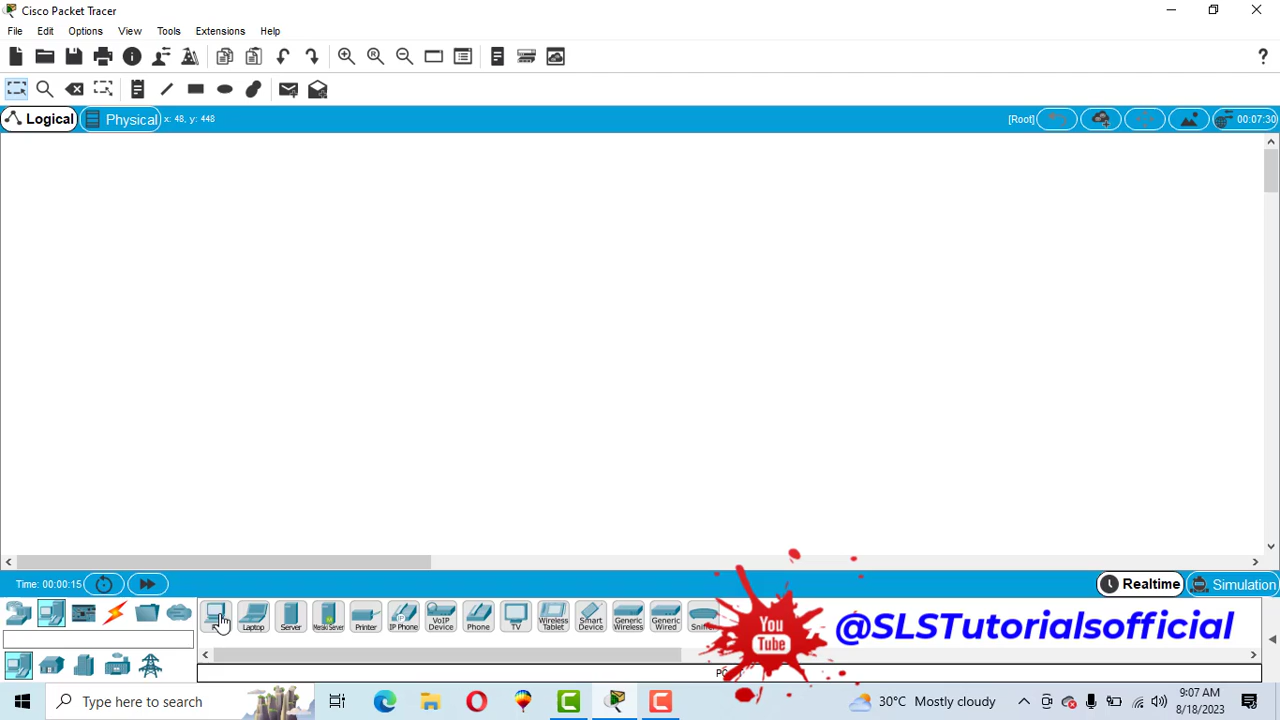 Cisco Packet Tracer
File Edit Options View Tools Extensions Help
Logical Physical x: 48, y: 448 [Root] 00:07:30
Time: 00:00:15 Realtime Simulation
Laptop Server Meraki Server Printer IP Phone VoIP Device Phone TV Wireless Tablet Smart Device Generic Wireless Generic Wired
You Tube @SLSTutorialsofficial
Type here to search 30°C Mostly cloudy 9:07 AM
8/18/2023